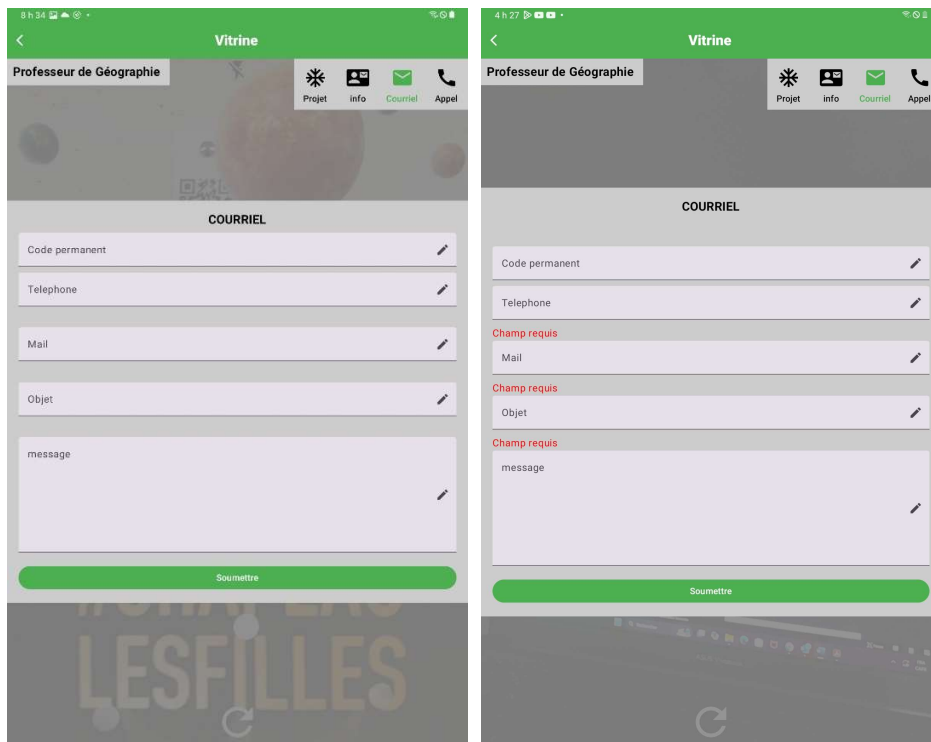 8 h 34
Vitrine
Professeur de Géographie
Projet info Courriel Appel
COURRIEL
Code permanent
Telephone
Mail
Objet
message
Soumettre
LESFILLES
4 h 27
Vitrine
Professeur de Géographie
Projet info Courriel Appel
COURRIEL
Code permanent
Telephone
Champ requis
Mail
Champ requis
Objet
Champ requis
message
Soumettre